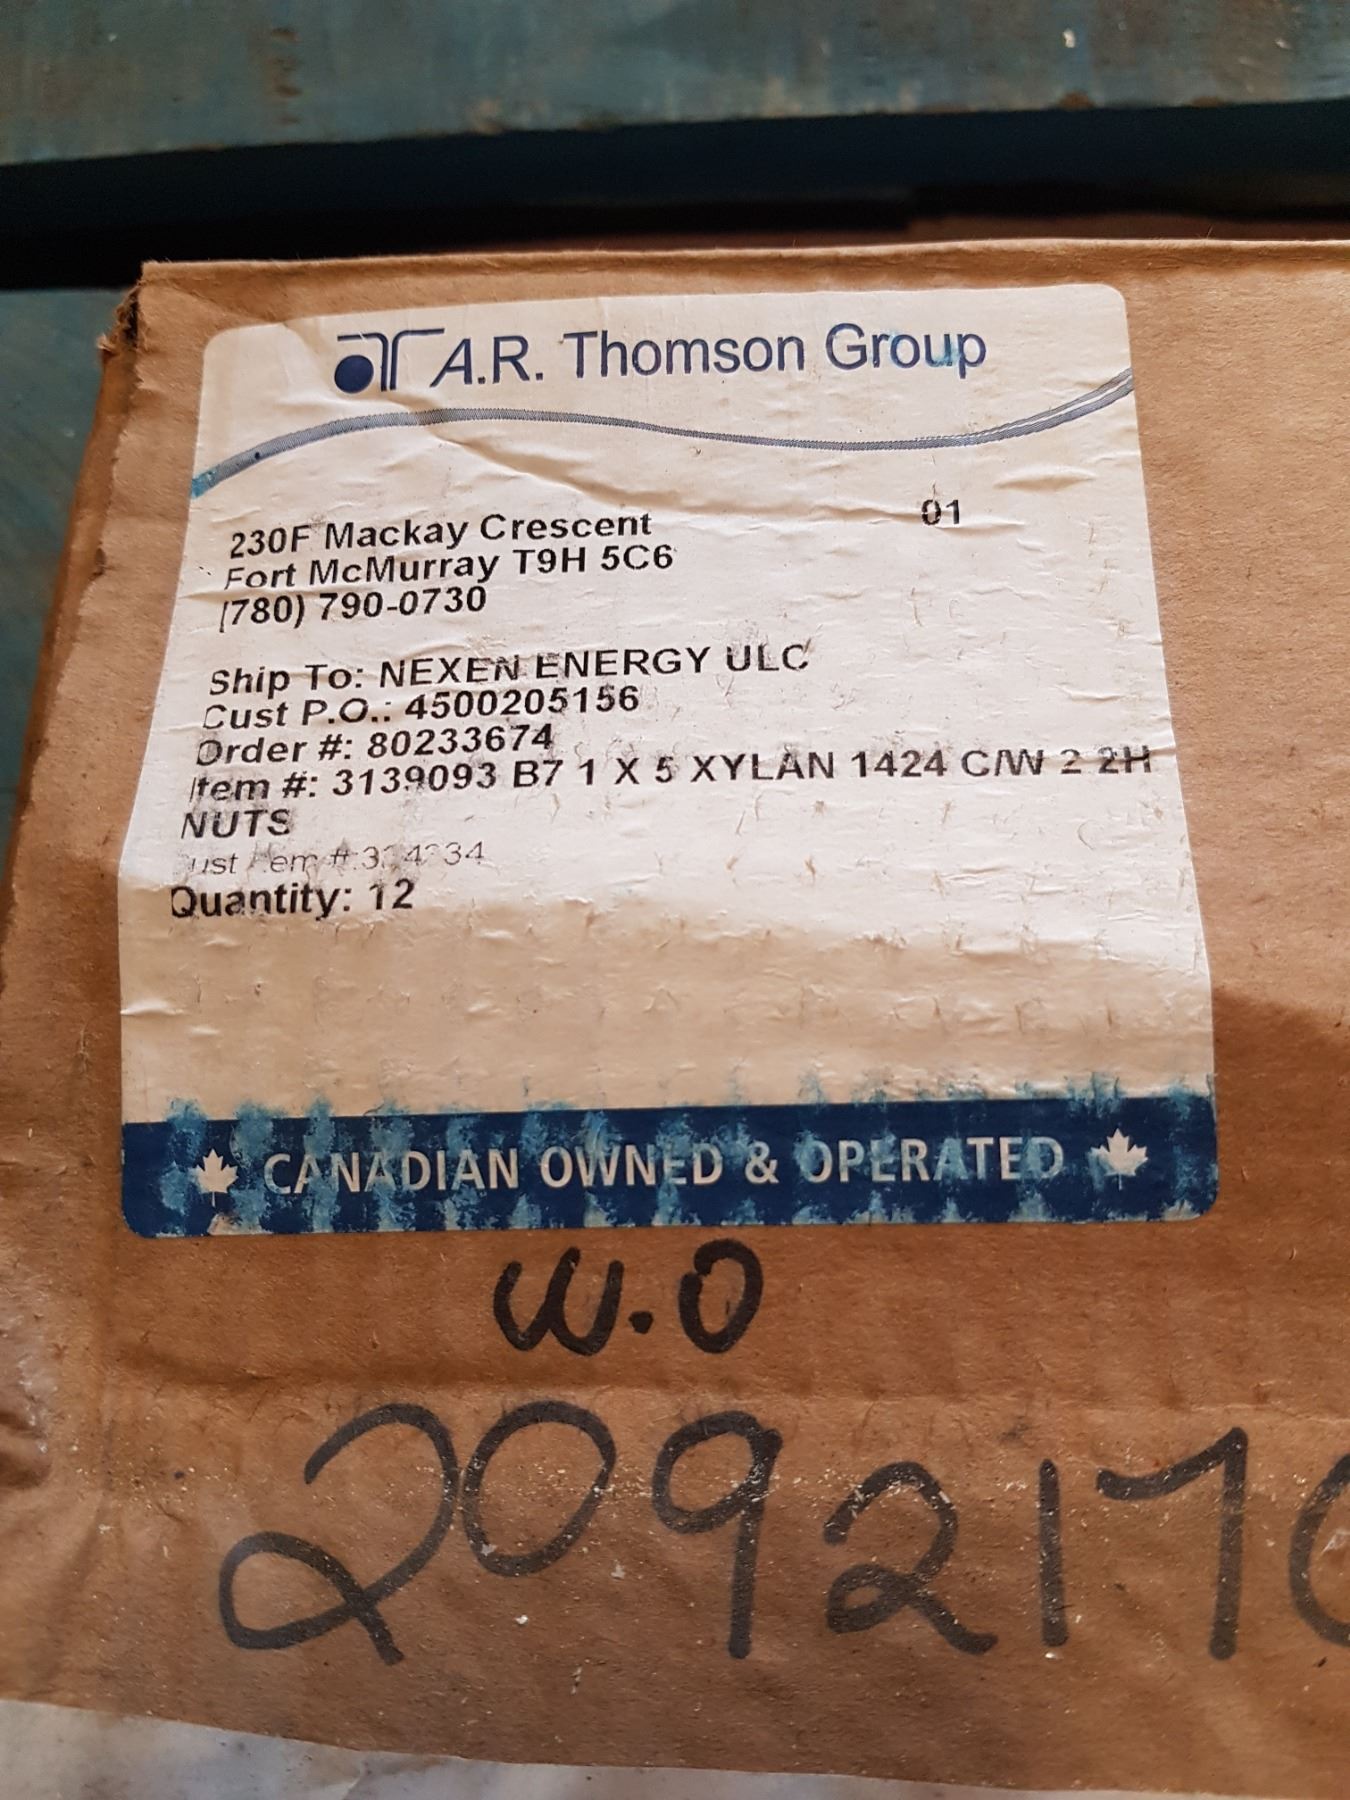 A.R. Thomson Group
01
230F Mackay Crescent
Fort McMurray T9H 5C6
(780) 790-0730
Ship To: NEXEN ENERGY ULC
Cust P.O.: 4500205156
Order #: 80233674
Item #: 3139093 B7 1 X 5 XYLAN 1424 C/W 2 2H
NUTS
Quantity: 12
CANADIAN OWNED & OPERATED
W.O
209217